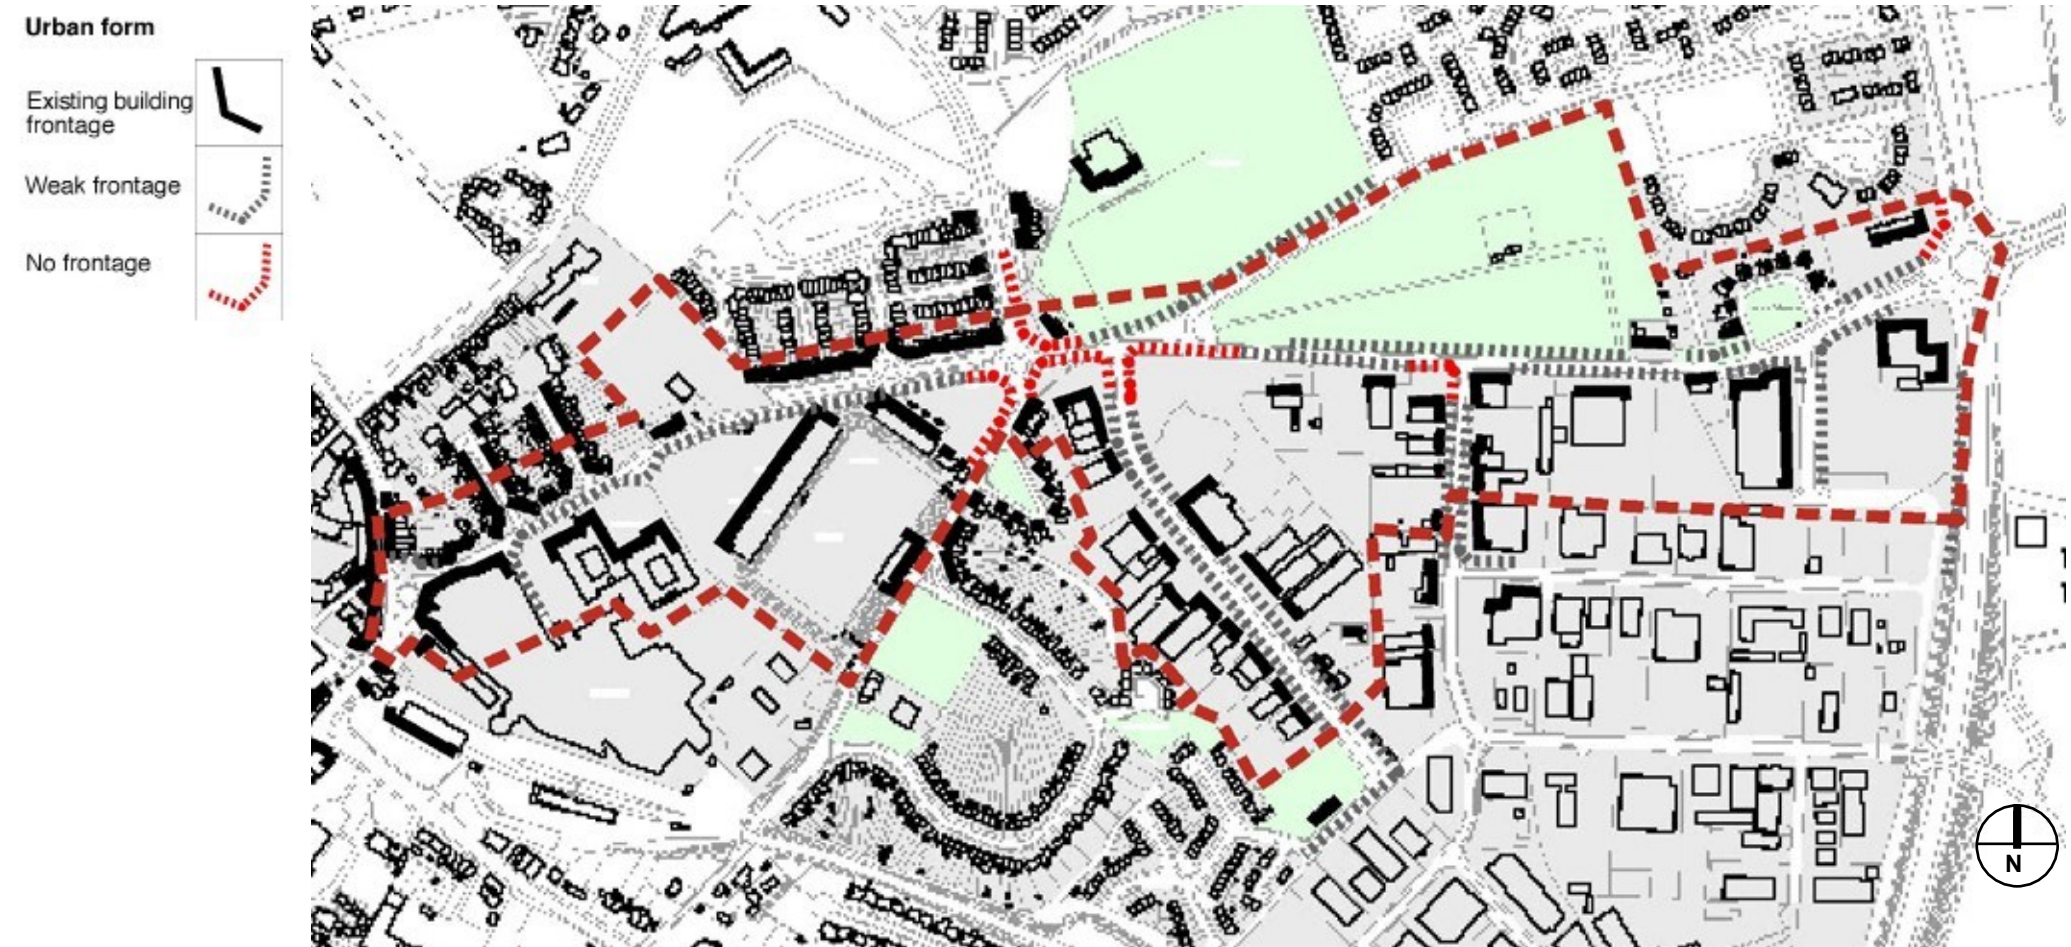 Urban form
Existing building
frontage
Weak frontage
No frontage
N